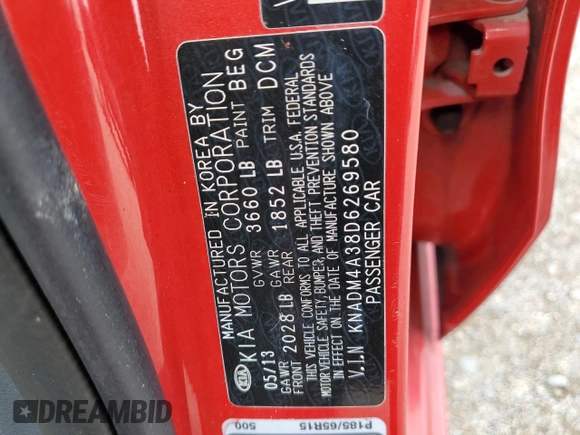 MANUFACTURED IN KOREA BY
KIA MOTORS CORPORATION
05/13 GVWR 3660 LB PAINT BEG
GAWR FRONT 2028 LB GAWR REAR 1852 LB TRIM DCM
THIS VEHICLE CONFORMS TO ALL APPLICABLE U.S.A. FEDERAL
MOTOR VEHICLE SAFETY, BUMPER, AND THEFT PREVENTION STANDARDS
IN EFFECT ON THE DATE OF MANUFACTURE SHOWN ABOVE
V.I.N KNADM4A38D6269580
PASSENGER CAR
P185/65R15
500
DREAMBID